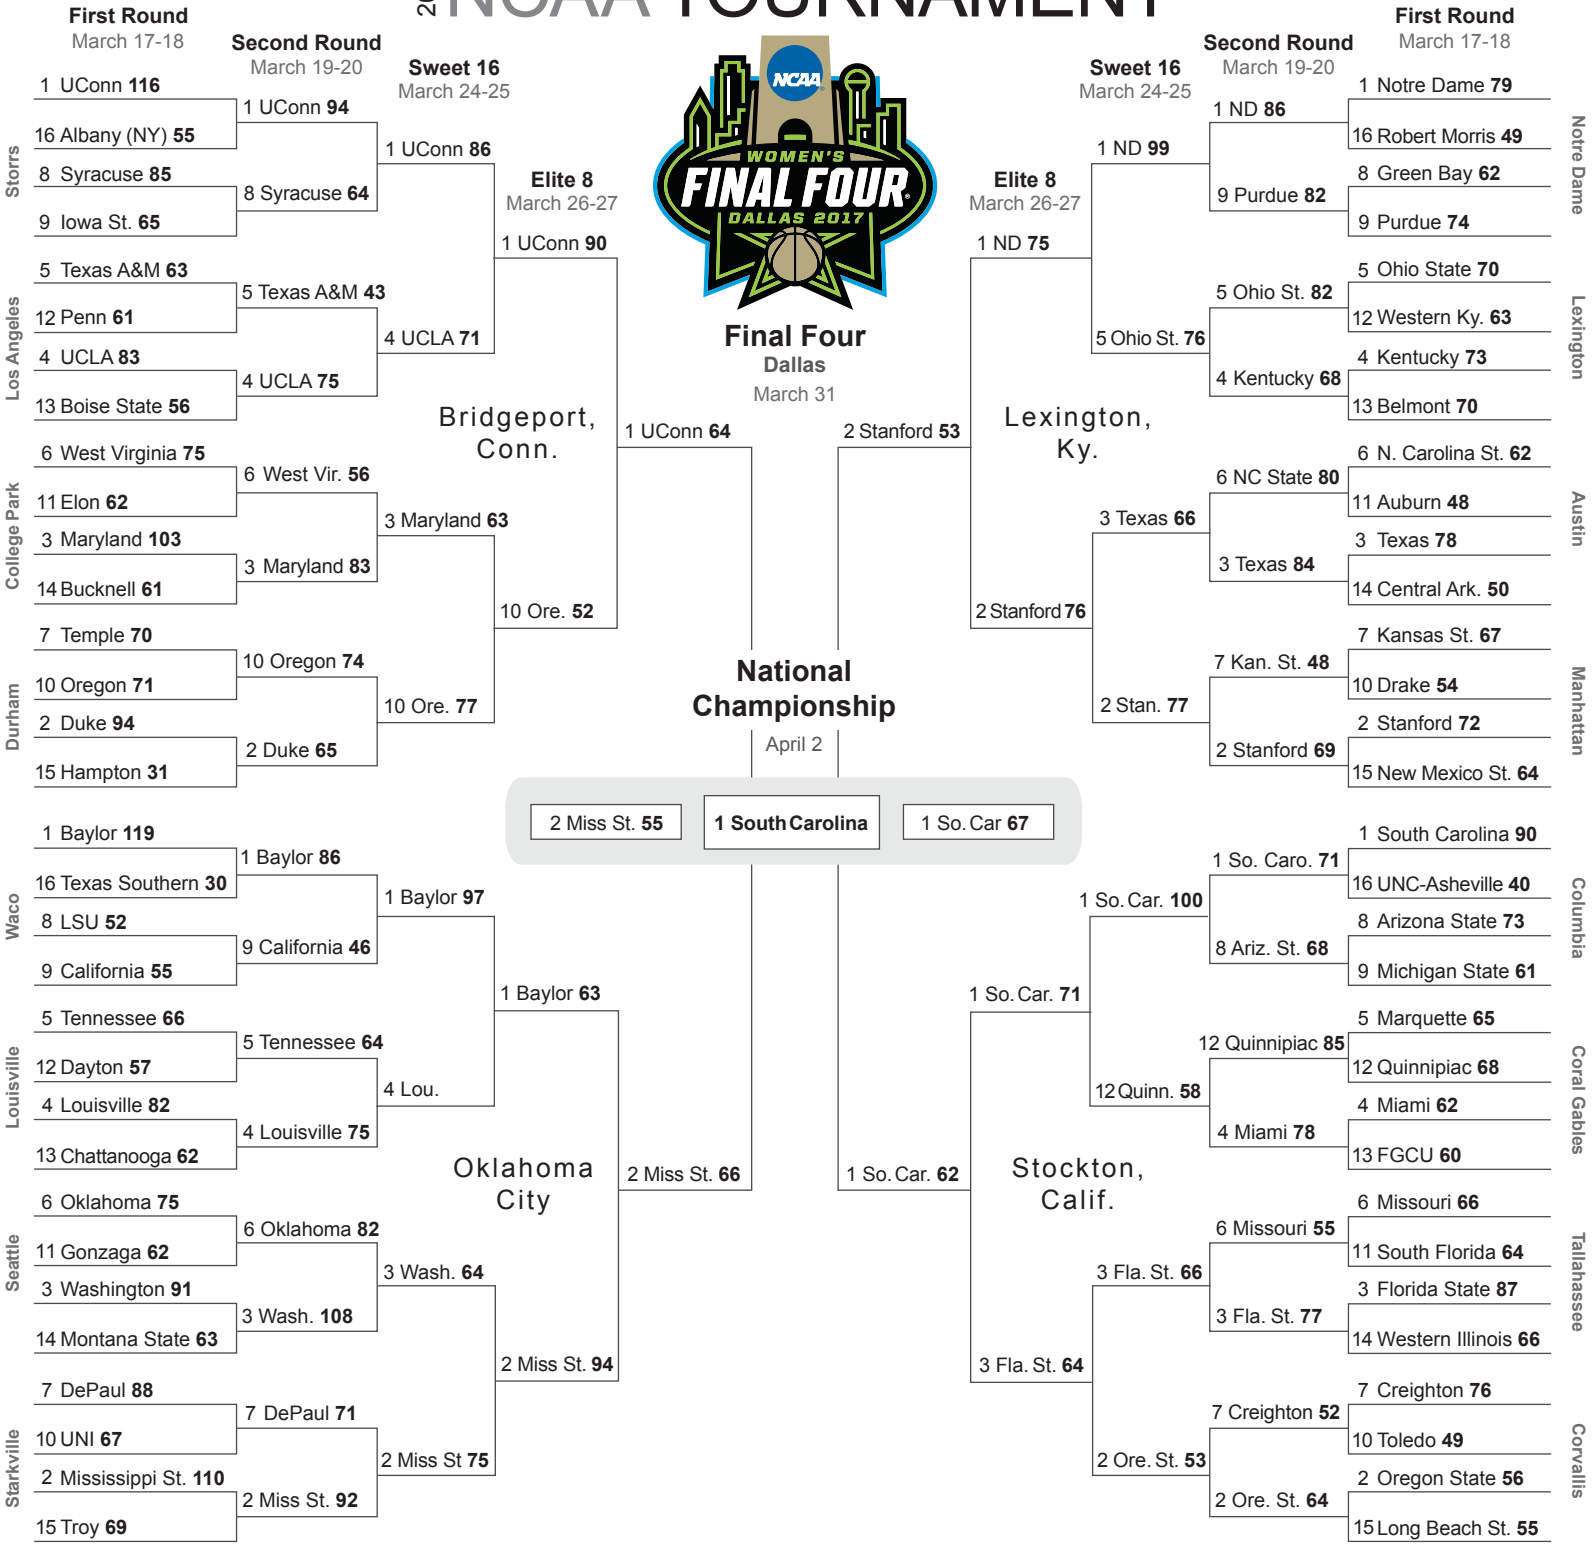 NCAA TOURNAMENT
First Round
March 17-18
Second Round
March 19-20
Sweet 16
March 24-25
Elite 8
March 26-27
Storrs
1 UConn 116
16 Albany (NY) 55
8 Syracuse 85
9 Iowa St. 65
Los Angeles
5 Texas A&M 63
12 Penn 61
4 UCLA 83
13 Boise State 56
College Park
6 West Virginia 75
11 Elon 62
3 Maryland 103
14 Bucknell 61
Durham
7 Temple 70
10 Oregon 71
2 Duke 94
15 Hampton 31
Waco
1 Baylor 119
16 Texas Southern 30
8 LSU 52
9 California 55
Louisville
5 Tennessee 66
12 Dayton 57
4 Louisville 82
13 Chattanooga 62
Seattle
6 Oklahoma 75
11 Gonzaga 62
3 Washington 91
14 Montana State 63
Starkville
7 DePaul 88
10 UNI 67
2 Mississippi St. 110
15 Troy 69
1 UConn 94
8 Syracuse 64
5 Texas A&M 43
4 UCLA 75
6 West Vir. 56
3 Maryland 83
10 Oregon 74
2 Duke 65
1 Baylor 86
9 California 46
5 Tennessee 64
4 Louisville 75
6 Oklahoma 82
3 Wash. 108
7 DePaul 71
2 Miss St. 92
1 UConn 86
4 UCLA 71
3 Maryland 63
10 Ore. 77
1 Baylor 97
4 Lou.
3 Wash. 64
2 Miss St 75
1 UConn 90
10 Ore. 52
1 Baylor 63
2 Miss St. 94
Bridgeport,
Conn.
Oklahoma
City
1 UConn 64
2 Miss St. 66
NCAA
WOMEN'S
FINAL FOUR
DALLAS 2017
Final Four
Dallas
March 31
National
Championship
April 2
2 Miss St. 55
1 South Carolina
1 So. Car 67
2 Stanford 53
1 So. Car. 62
Lexington,
Ky.
Stockton,
Calif.
Elite 8
March 26-27
1 ND 75
2 Stanford 76
1 So. Car. 71
3 Fla. St. 64
Sweet 16
March 24-25
1 ND 99
5 Ohio St. 76
3 Texas 66
2 Stan. 77
1 So. Car. 100
12 Quinn. 58
3 Fla. St. 66
2 Ore. St. 53
Second Round
March 19-20
1 ND 86
9 Purdue 82
5 Ohio St. 82
4 Kentucky 68
6 NC State 80
3 Texas 84
7 Kan. St. 48
2 Stanford 69
1 So. Caro. 71
8 Ariz. St. 68
12 Quinnipiac 85
4 Miami 78
6 Missouri 55
3 Fla. St. 77
7 Creighton 52
2 Ore. St. 64
First Round
March 17-18
1 Notre Dame 79
16 Robert Morris 49
8 Green Bay 62
9 Purdue 74
Notre Dame
5 Ohio State 70
12 Western Ky. 63
4 Kentucky 73
13 Belmont 70
Lexington
6 N. Carolina St. 62
11 Auburn 48
3 Texas 78
14 Central Ark. 50
Austin
7 Kansas St. 67
10 Drake 54
2 Stanford 72
15 New Mexico St. 64
Manhattan
1 South Carolina 90
16 UNC-Asheville 40
8 Arizona State 73
9 Michigan State 61
Columbia
5 Marquette 65
12 Quinnipiac 68
4 Miami 62
13 FGCU 60
Coral Gables
6 Missouri 66
11 South Florida 64
3 Florida State 87
14 Western Illinois 66
Tallahassee
7 Creighton 76
10 Toledo 49
2 Oregon State 56
15 Long Beach St. 55
Corvallis